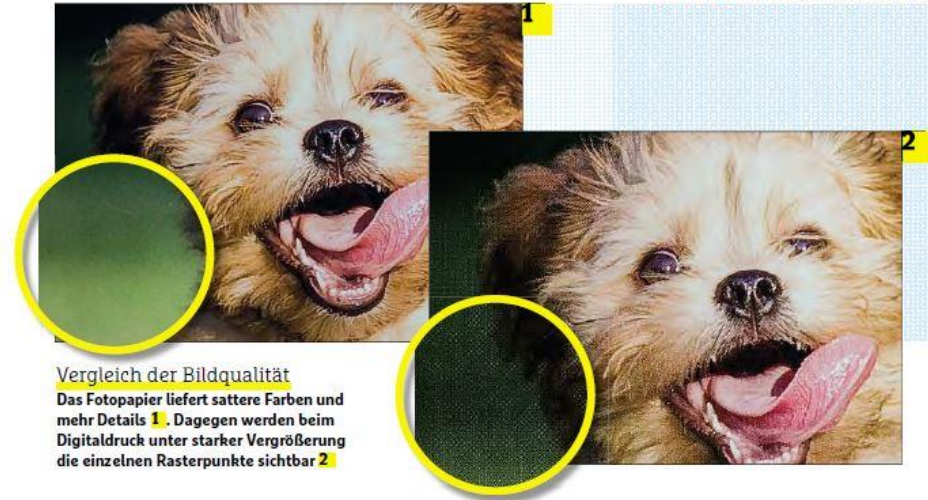 1
2
Vergleich der Bildqualität
Das Fotopapier liefert sattere Farben und
mehr Details 1 . Dagegen werden beim
Digitaldruck unter starker Vergrößerung
die einzelnen Rasterpunkte sichtbar 2